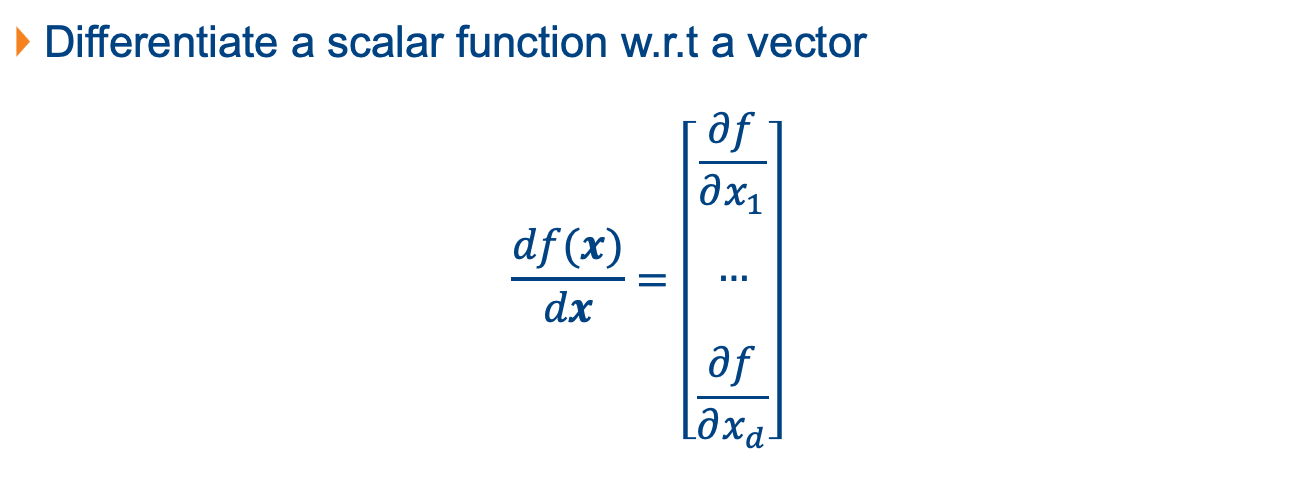 Differentiate a scalar function w.r.t a vector
∂f
∂x₁
df(𝒙)
d𝒙
=
...
∂f
∂x_d